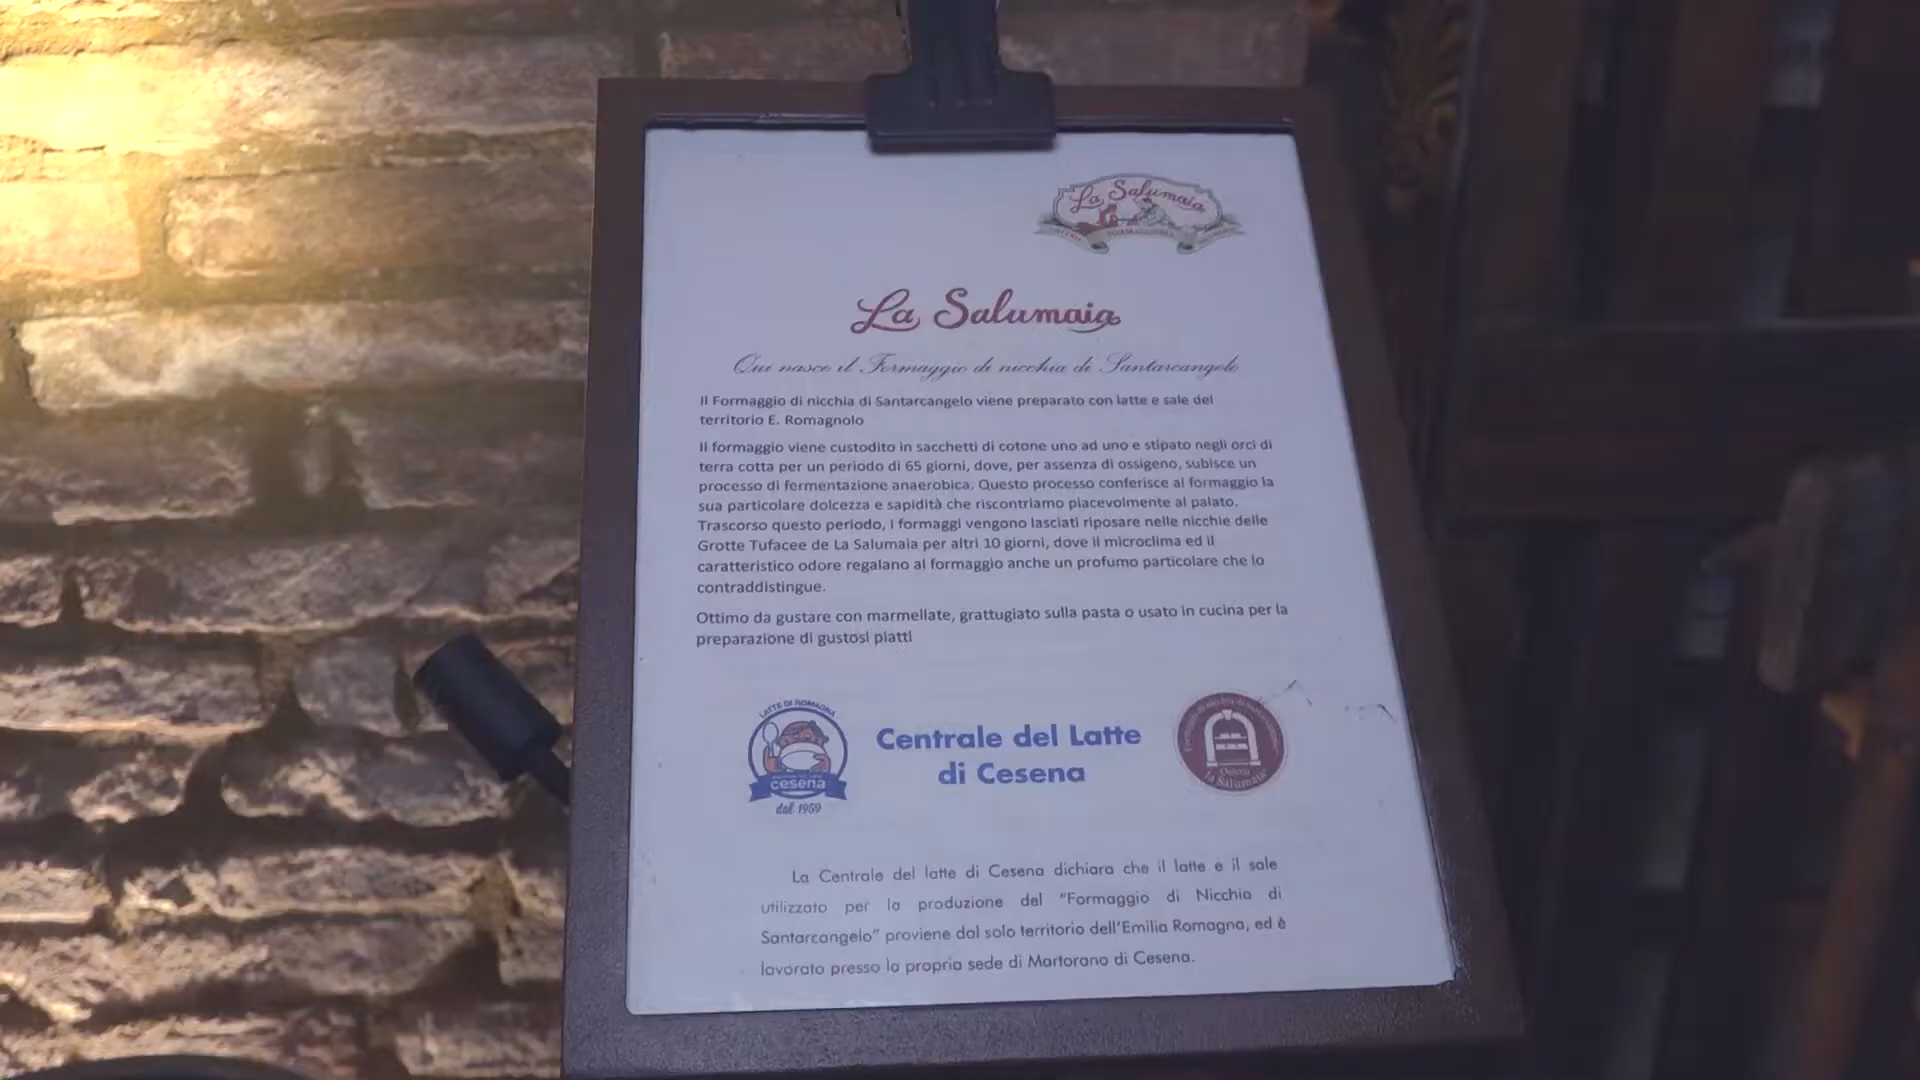 La Salumaia
La Salumaia
Qui nasce il Formaggio di nicchia di Santarcangelo
Il Formaggio di nicchia di Santarcangelo viene preparato con latte e sale del
territorio E. Romagnolo
Il formaggio viene custodito in sacchetti di cotone uno ad uno e stipato negli orci di
terra cotta per un periodo di 65 giorni, dove, per assenza di ossigeno, subisce un
processo di fermentazione anaerobica. Questo processo conferisce al formaggio la
sua particolare dolcezza e sapidità che riscontriamo piacevolmente al palato.
Trascorso questo periodo, i formaggi vengono lasciati riposare nelle nicchie delle
Grotte Tufacee de La Salumaia per altri 10 giorni, dove il microclima ed il
caratteristico odore regalano al formaggio anche un profumo particolare che lo
contraddistingue.
Ottimo da gustare con marmellate, grattugiato sulla pasta o usato in cucina per la
preparazione di gustosi piatti
LATTE DI ROMAGNA
cesena
dal 1959
Centrale del Latte
di Cesena
Osteria
la Salumaia
La Centrale del latte di Cesena dichiara che il latte e il sale
utilizzato per la produzione del "Formaggio di Nicchia di
Santarcangelo" proviene dal solo territorio dell'Emilia Romagna, ed è
lavorato presso la propria sede di Martorano di Cesena.